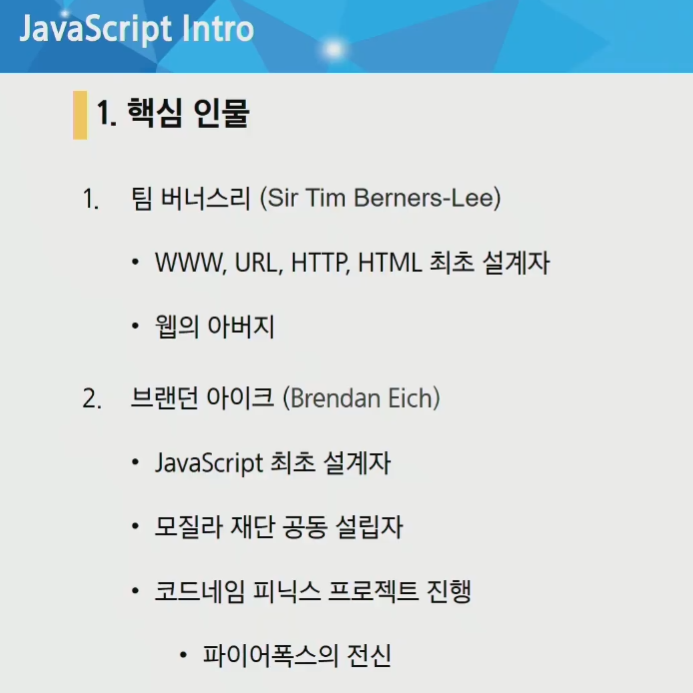 JavaScript Intro
1. 핵심 인물
1. 팀 버너스리 (Sir Tim Berners-Lee)
• WWW, URL, HTTP, HTML 최초 설계자
• 웹의 아버지
2. 브랜던 아이크 (Brendan Eich)
• JavaScript 최초 설계자
• 모질라 재단 공동 설립자
• 코드네임 피닉스 프로젝트 진행
• 파이어폭스의 전신